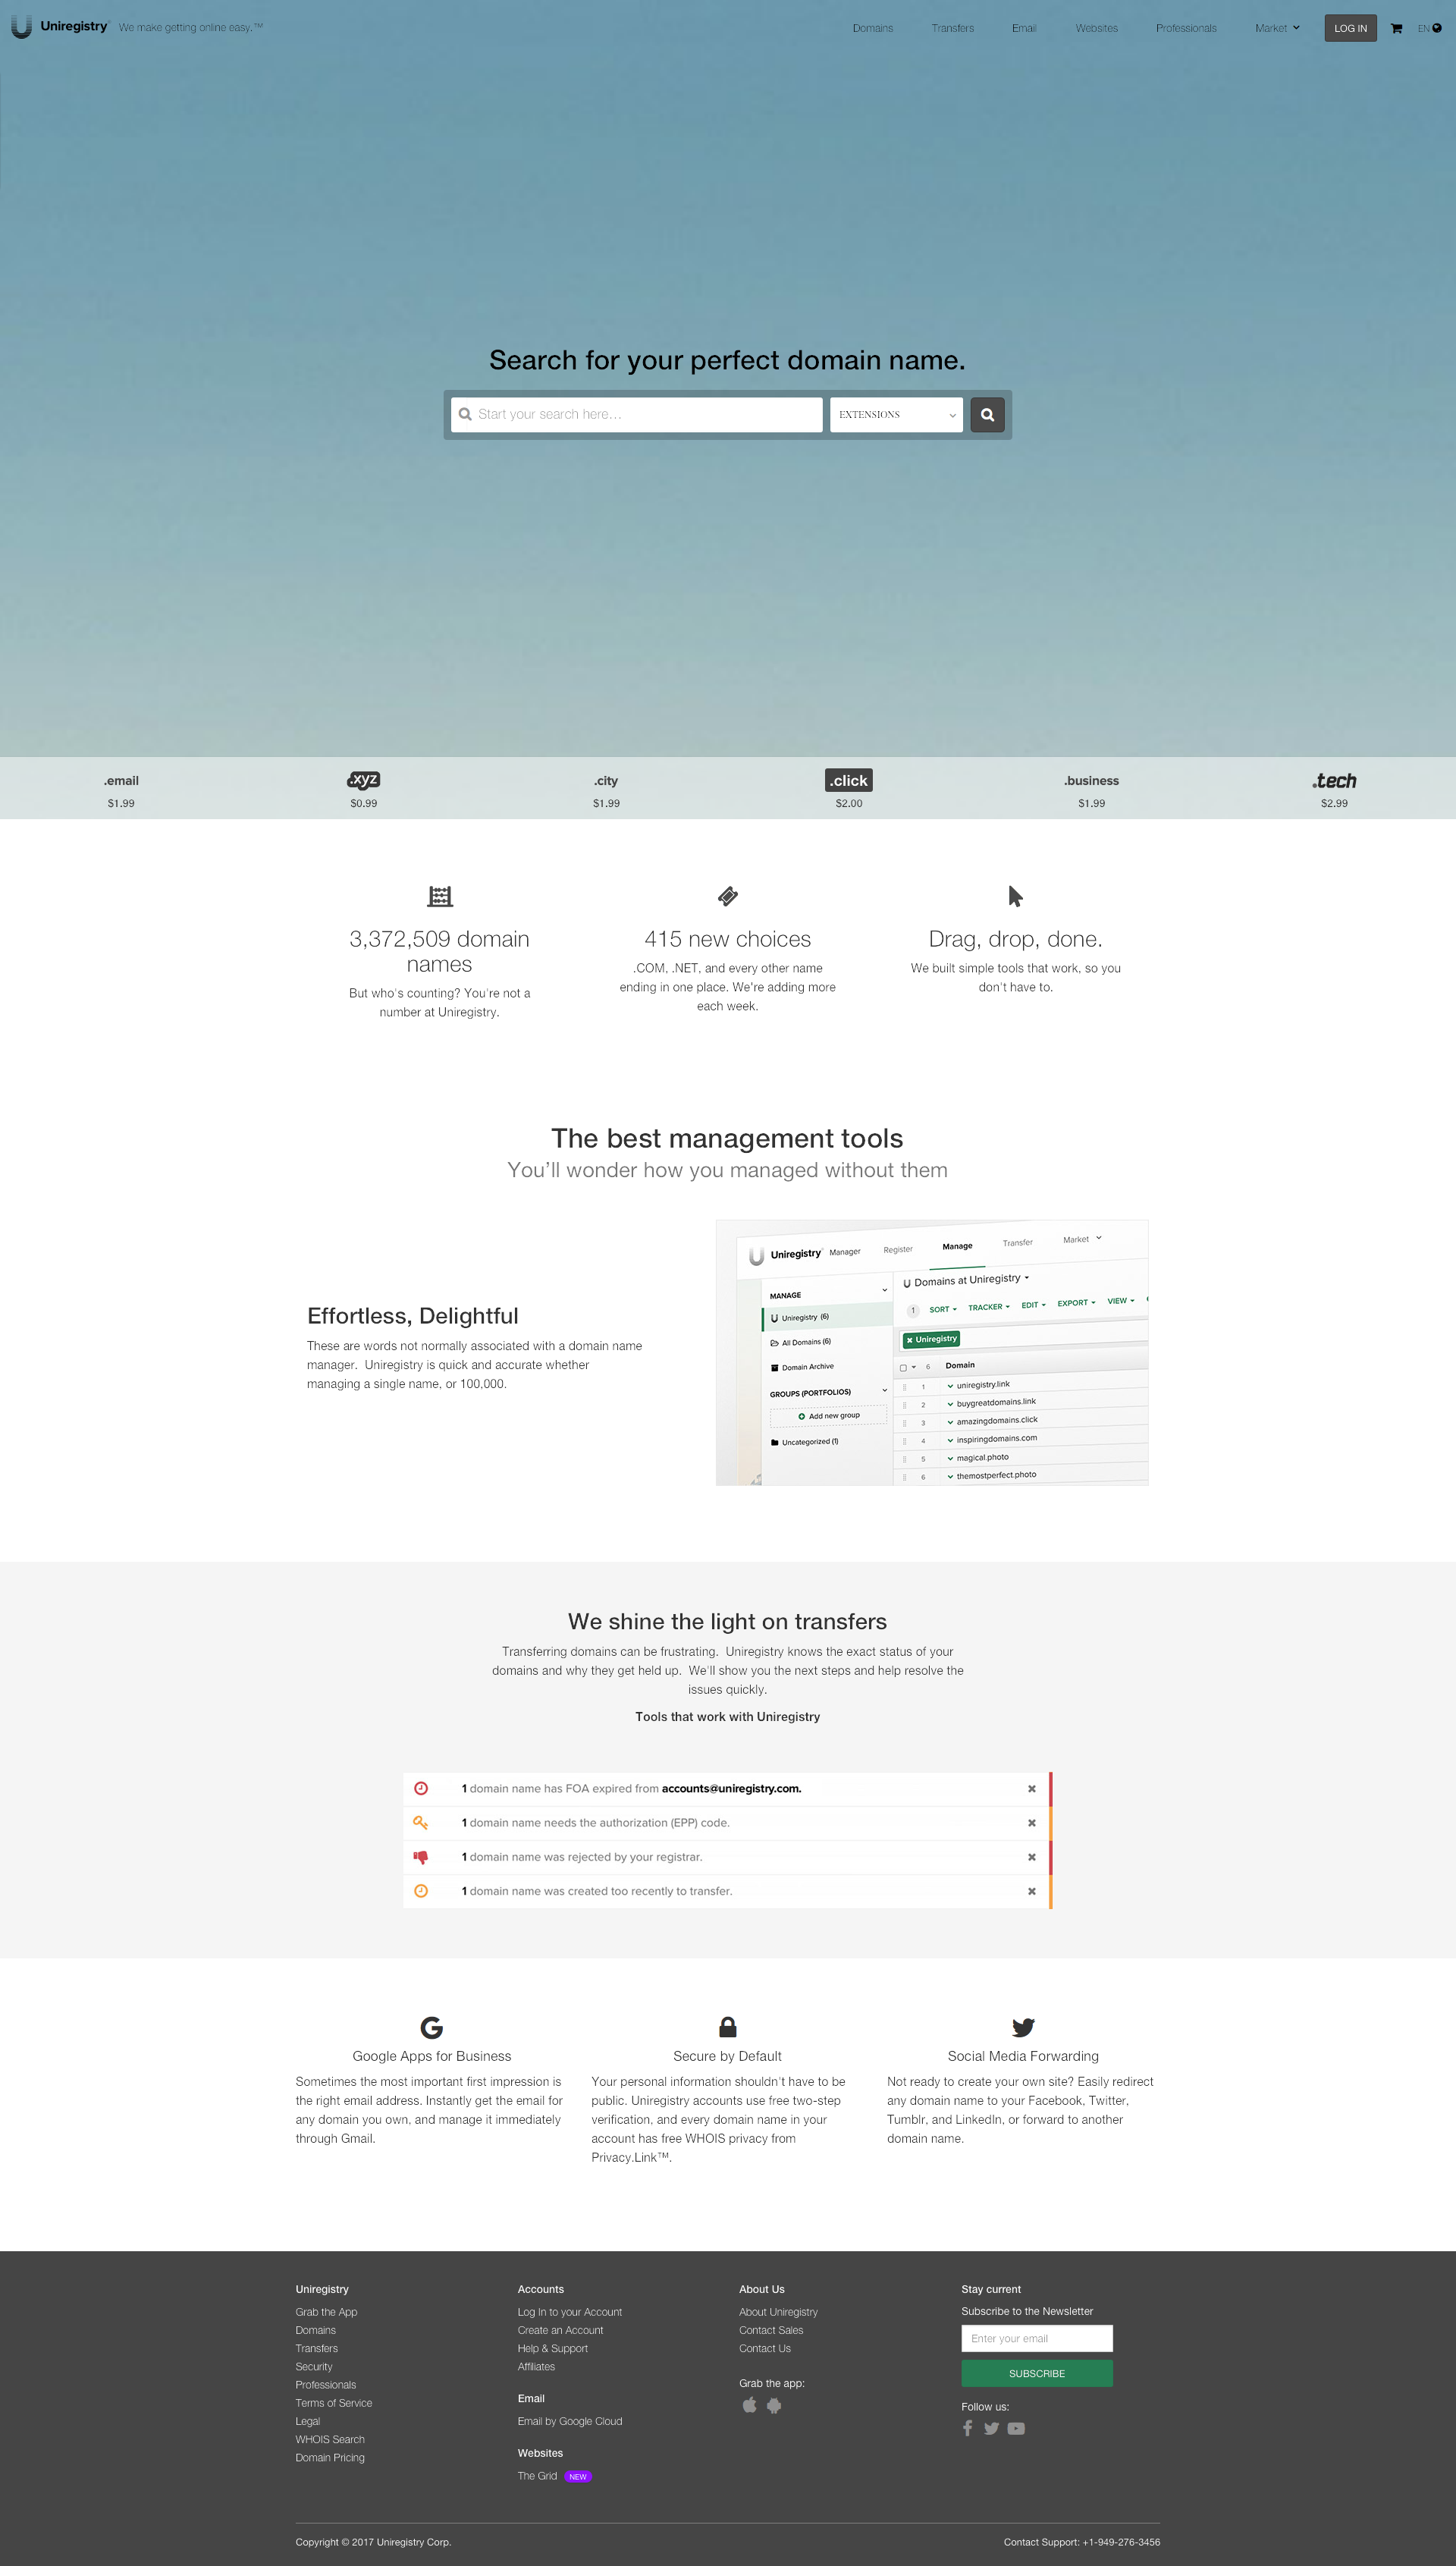 Uniregistry We make getting online easy.™
Domains Transfers Email Websites Professionals Market LOG IN EN
Search for your perfect domain name.
Start your search here... EXTENSIONS
.email .xyz .city .click .business .tech
$1.99 $0.99 $1.99 $2.00 $1.99 $2.99
3,372,509 domain
names
But who's counting? You're not a
number at Uniregistry.
415 new choices
.COM, .NET, and every other name
ending in one place. We're adding more
each week.
Drag, drop, done.
We built simple tools that work, so you
don't have to.
The best management tools
You'll wonder how you managed without them
Effortless, Delightful
These are words not normally associated with a domain name
manager.  Uniregistry is quick and accurate whether
managing a single name, or 100,000.
Uniregistry Manager Register Manage Transfer Market
MANAGE
Uniregistry (6)
All Domains (6)
Domain Archive
GROUPS (PORTFOLIOS)
Add new group
Uncategorized (1)
Domains at Uniregistry
1 SORT TRACKER EDIT EXPORT VIEW
Uniregistry
6 Domain
1 uniregistry.link
2 buygreatdomains.link
3 amazingdomains.click
4 inspiringdomains.com
5 magical.photo
6 themostperfect.photo
We shine the light on transfers
Transferring domains can be frustrating.  Uniregistry knows the exact status of your
domains and why they get held up.  We'll show you the next steps and help resolve the
issues quickly.
Tools that work with Uniregistry
1 domain name has FOA expired from accounts@uniregistry.com.
1 domain name needs the authorization (EPP) code.
1 domain name was rejected by your registrar.
1 domain name was created too recently to transfer.
Google Apps for Business
Sometimes the most important first impression is
the right email address. Instantly get the email for
any domain you own, and manage it immediately
through Gmail.
Secure by Default
Your personal information shouldn't have to be
public. Uniregistry accounts use free two-step
verification, and every domain name in your
account has free WHOIS privacy from
Privacy.Link™.
Social Media Forwarding
Not ready to create your own site? Easily redirect
any domain name to your Facebook, Twitter,
Tumblr, and LinkedIn, or forward to another
domain name.
Uniregistry
Grab the App
Domains
Transfers
Security
Professionals
Terms of Service
Legal
WHOIS Search
Domain Pricing
Accounts
Log In to your Account
Create an Account
Help & Support
Affiliates
Email
Email by Google Cloud
Websites
The Grid NEW
About Us
About Uniregistry
Contact Sales
Contact Us
Grab the app:
Stay current
Subscribe to the Newsletter
Enter your email
SUBSCRIBE
Follow us:
Copyright © 2017 Uniregistry Corp.
Contact Support: +1-949-276-3456